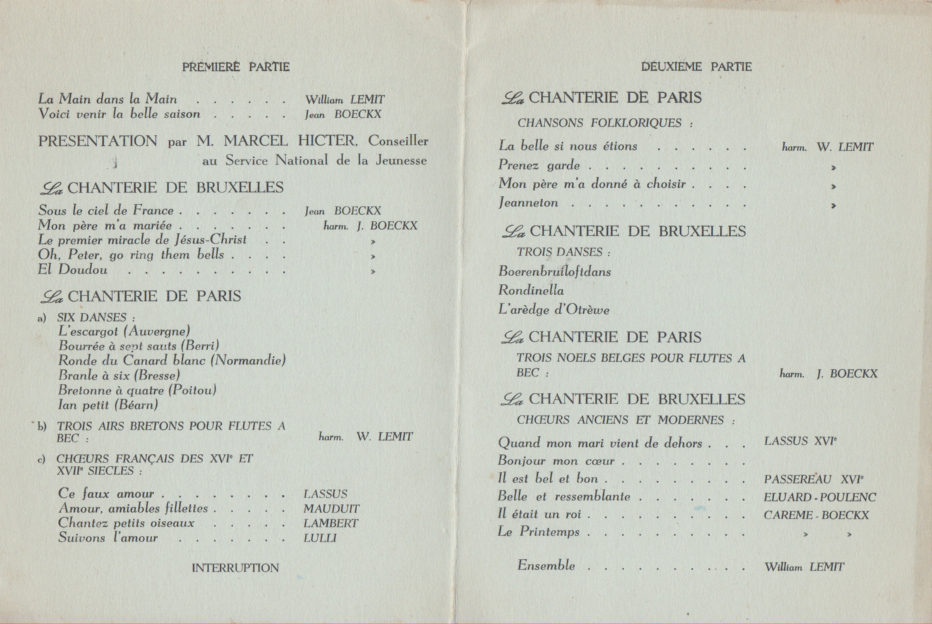 PRÉMIERÈ PARTIE
La Main dans la Main . . . . . . William LEMIT
Voici venir la belle saison . . . . . Jean BOECKX
PRESENTATION par M. MARCEL HICTER, Conseiller
au Service National de la Jeunesse
La CHANTERIE DE BRUXELLES
Sous le ciel de France . . . . . . . Jean BOECKX
Mon père m'a mariée . . . . . . . harm. J. BOECKX
Le premier miracle de Jésus-Christ . . »
Oh, Peter, go ring them bells . . . . »
El Doudou . . . . . . . . . . »
La CHANTERIE DE PARIS
a) SIX DANSES :
L'escargot (Auvergne)
Bourrée à sept sauts (Berri)
Ronde du Canard blanc (Normandie)
Branle à six (Bresse)
Bretonne à quatre (Poitou)
Ian petit (Béarn)
b) TROIS AIRS BRETONS POUR FLUTES A
BEC : harm. W. LEMIT
c) CHŒURS FRANÇAIS DES XVIe ET
XVIIe SIECLES :
Ce faux amour . . . . . . . . LASSUS
Amour, amiables fillettes . . . . . MAUDUIT
Chantez petits oiseaux . . . . . LAMBERT
Suivons l'amour . . . . . . . LULLI
INTERRUPTION
DEUXIEME PARTIE
La CHANTERIE DE PARIS
CHANSONS FOLKLORIQUES :
La belle si nous étions . . . . . . harm. W. LEMIT
Prenez garde . . . . . . . . . . »
Mon père m'a donné à choisir . . . . »
Jeanneton . . . . . . . . . . . »
La CHANTERIE DE BRUXELLES
TROIS DANSES :
Boerenbruiloftdans
Rondinella
L'arèdge d'Otrèwe
La CHANTERIE DE PARIS
TROIS NOELS BELGES POUR FLUTES A
BEC : harm. J. BOECKX
La CHANTERIE DE BRUXELLES
CHŒURS ANCIENS ET MODERNES :
Quand mon mari vient de dehors . . . LASSUS XVIe
Bonjour mon cœur . . . . . . . .
Il est bel et bon . . . . . . . . . PASSEREAU XVIe
Belle et ressemblante . . . . . . . ELUARD - POULENC
Il était un roi . . . . . . . . . . CAREME - BOECKX
Le Printemps . . . . . . . . . . » »
Ensemble . . . . . . . . . . William LEMIT